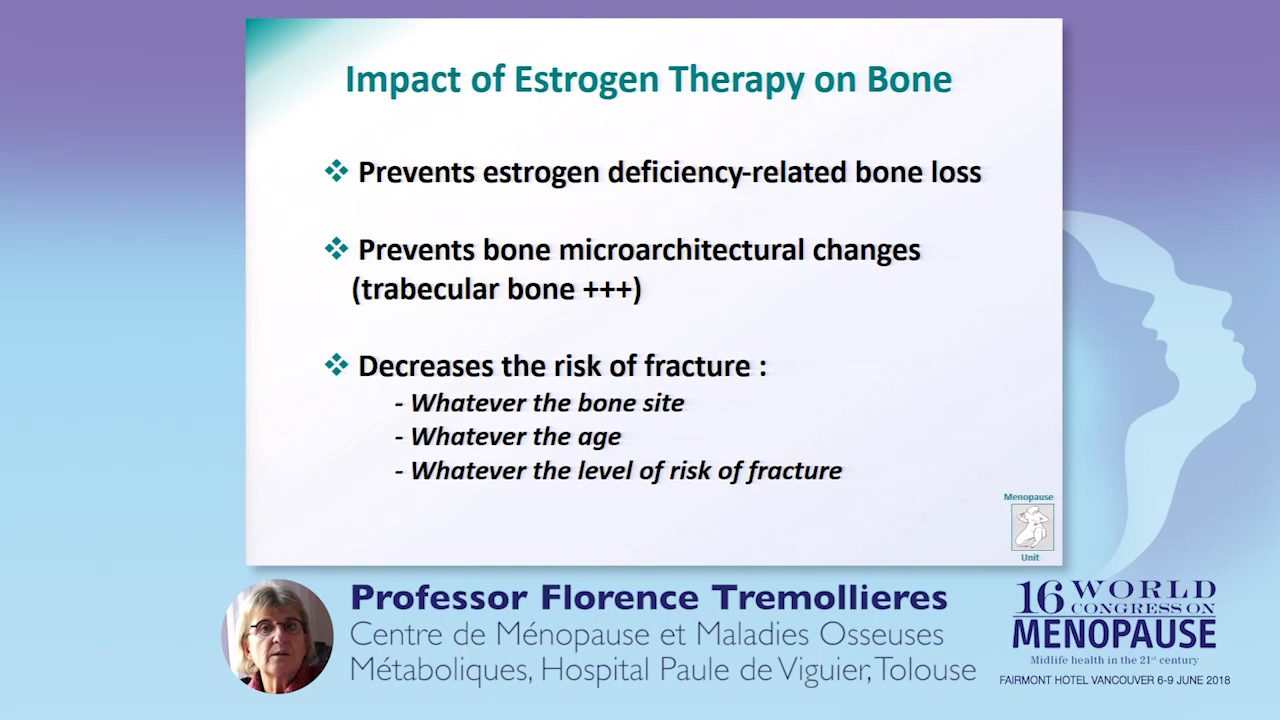 Impact of Estrogen Therapy on Bone
Prevents estrogen deficiency-related bone loss
Prevents bone microarchitectural changes
(trabecular bone +++)
Decreases the risk of fracture :
- Whatever the bone site
- Whatever the age
- Whatever the level of risk of fracture
Menopause
Unit
Professor Florence Tremollieres
Centre de Ménopause et Maladies Osseuses
Métaboliques, Hospital Paule de Viguier, Tolouse
16 WORLD
CONGRESS ON
MENOPAUSE
Midlife health in the 21st century
FAIRMONT HOTEL VANCOUVER 6-9 JUNE 2018